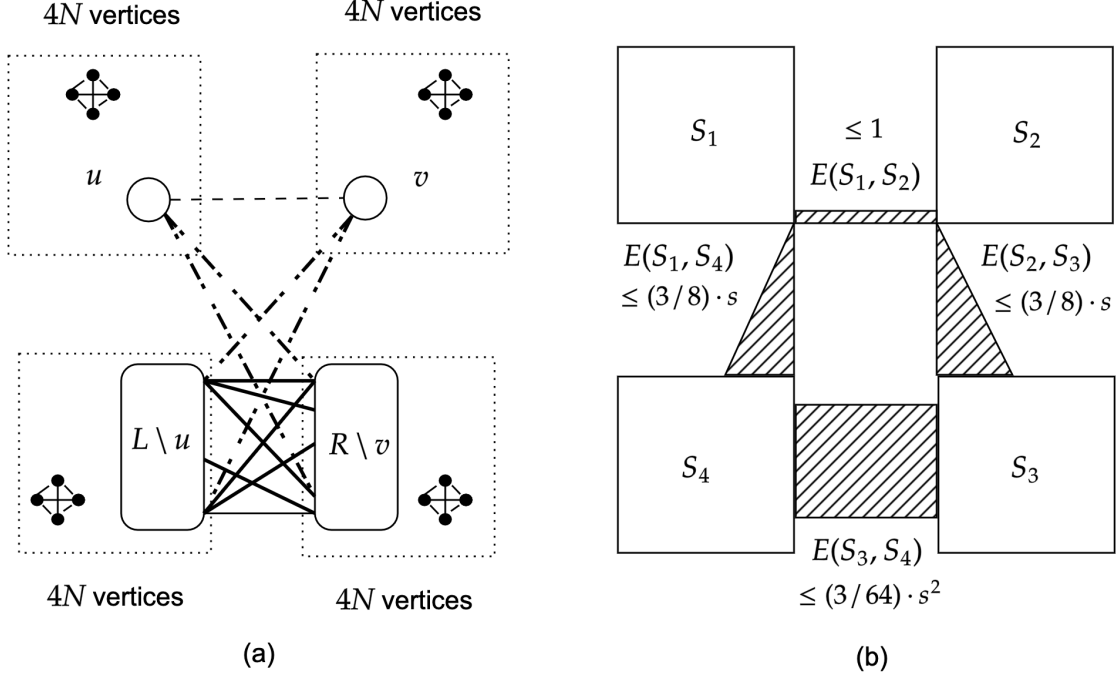 4N vertices
4N vertices
u
v
L \ u
R \ v
4N vertices
4N vertices
(a)
S₁
≤ 1
E(S₁, S₂)
S₂
E(S₁, S₄)
≤ (3/8) · s
E(S₂, S₃)
≤ (3/8) · s
S₄
S₃
E(S₃, S₄)
≤ (3/64) · s²
(b)